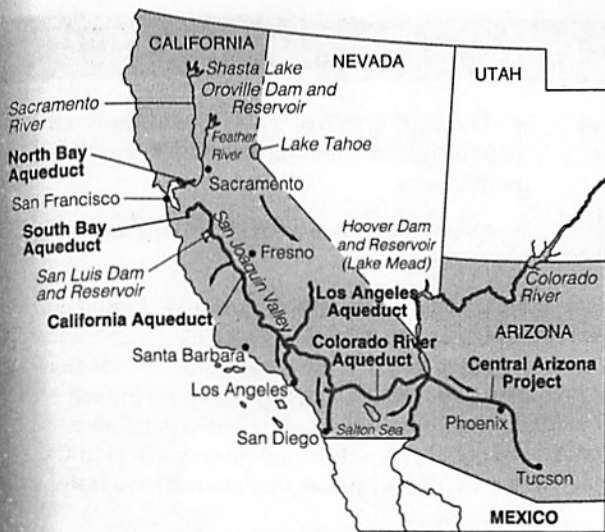 CALIFORNIA
NEVADA
UTAH
Shasta Lake
Oroville Dam and
Reservoir
Sacramento
River
Feather
River
Lake Tahoe
North Bay
Aqueduct
Sacramento
San Francisco
South Bay
Aqueduct
San Joaquin Valley
Fresno
Hoover Dam
and Reservoir
(Lake Mead)
San Luis Dam
and Reservoir
Colorado
River
Los Angeles
Aqueduct
California Aqueduct
ARIZONA
Santa Barbara
Colorado River
Aqueduct
Central Arizona
Project
Los Angeles
Phoenix
San Diego
Salton Sea
Tucson
MEXICO